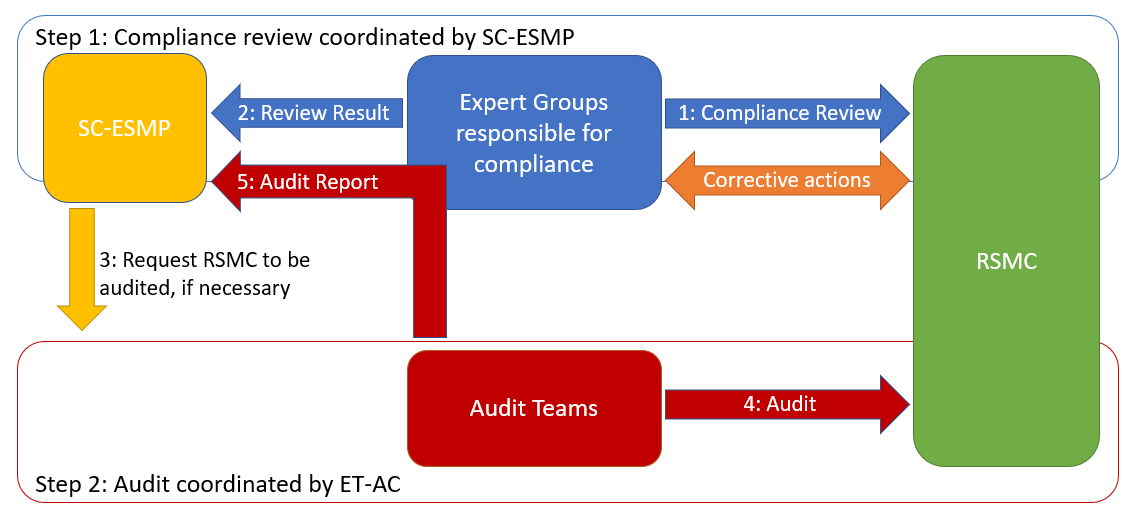 Step 1: Compliance review coordinated by SC-ESMP
SC-ESMP
2: Review Result
Expert Groups
responsible for
compliance
1: Compliance Review
5: Audit Report
Corrective actions
3: Request RSMC to be
audited, if necessary
RSMC
Audit Teams
4: Audit
Step 2: Audit coordinated by ET-AC